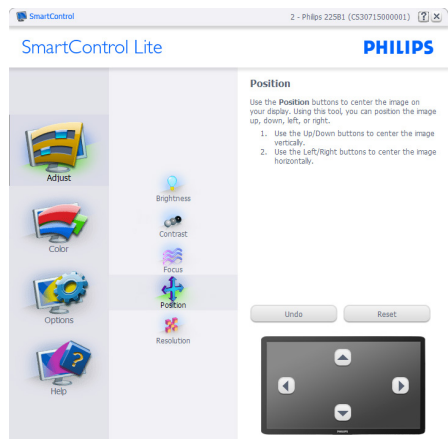 SmartControl
2 - Philips 225B1 (CS30715000001)
SmartControl Lite
PHILIPS
Adjust
Color
Options
Help
Brightness
Contrast
Focus
Position
Resolution
Position
Use the Position buttons to center the image on
your display. Using this tool, you can position the image
up, down, left, or right.
1. Use the Up/Down buttons to center the image
vertically.
2. Use the Left/Right buttons to center the image
horizontally.
Undo
Reset
PHILIPS